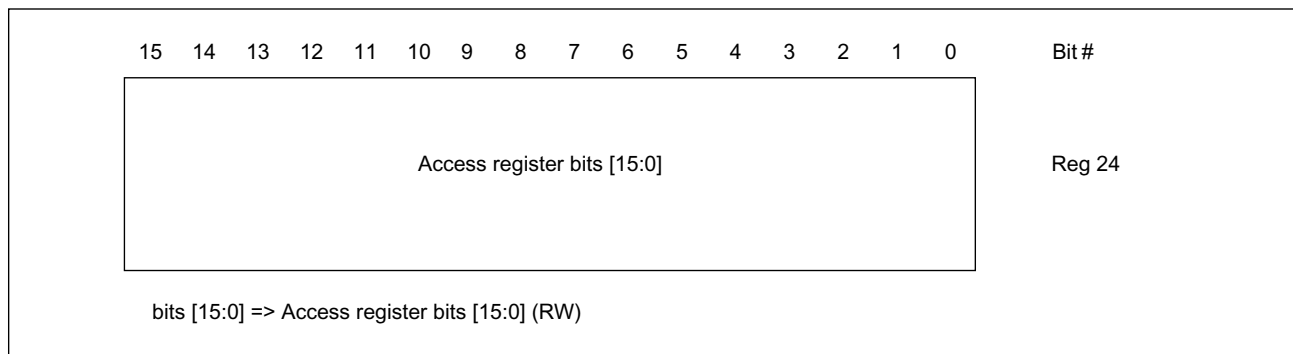 15 14 13 12 11 10 9 8 7 6 5 4 3 2 1 0 Bit #
Access register bits [15:0] Reg 24
bits [15:0] => Access register bits [15:0] (RW)